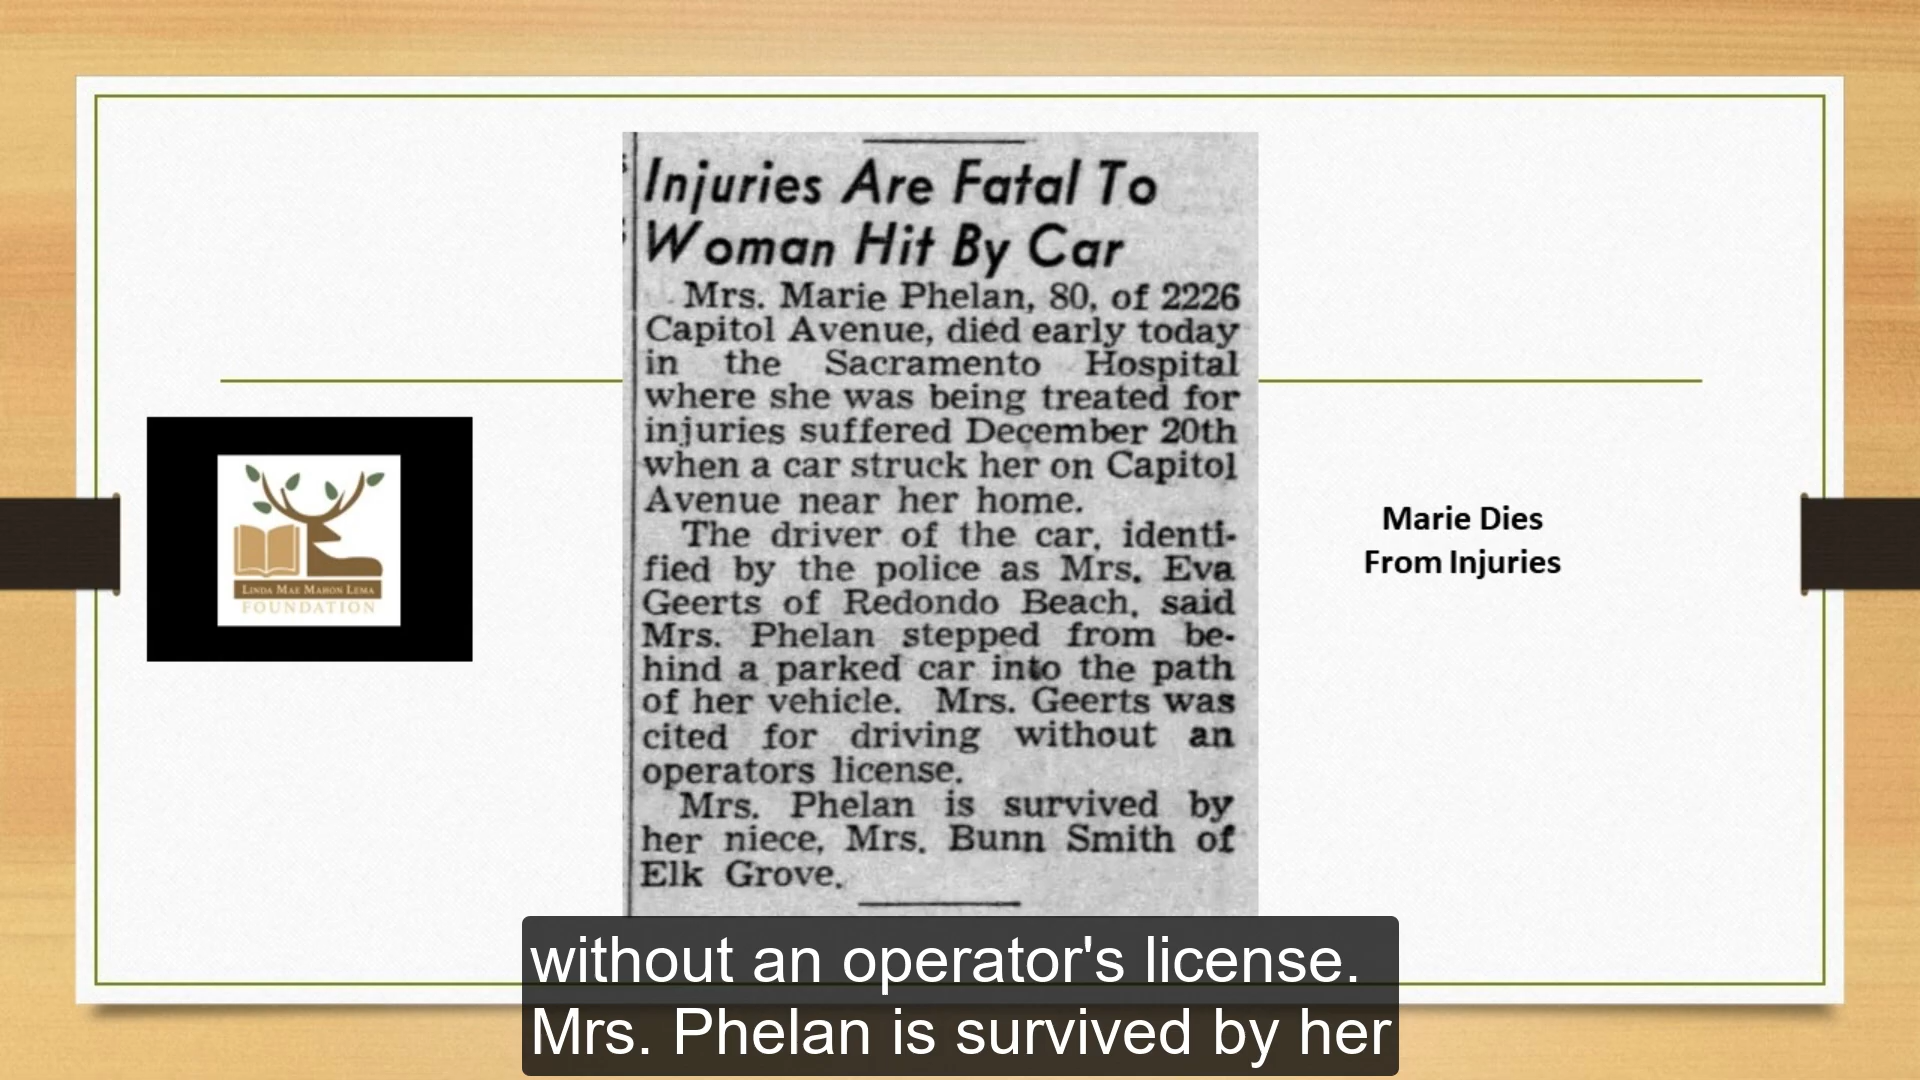 Injuries Are Fatal To
Woman Hit By Car
Mrs. Marie Phelan, 80, of 2226
Capitol Avenue, died early today
in the Sacramento Hospital
where she was being treated for
injuries suffered December 20th
when a car struck her on Capitol
Avenue near her home.
The driver of the car, identi-
fied by the police as Mrs. Eva
Geerts of Redondo Beach, said
Mrs. Phelan stepped from be-
hind a parked car into the path
of her vehicle. Mrs. Geerts was
cited for driving without an
operators license.
Mrs. Phelan is survived by
her niece, Mrs. Bunn Smith of
Elk Grove.
LINDA MAE MAHON LEMA
FOUNDATION
Marie Dies
From Injuries
without an operator's license.
Mrs. Phelan is survived by her